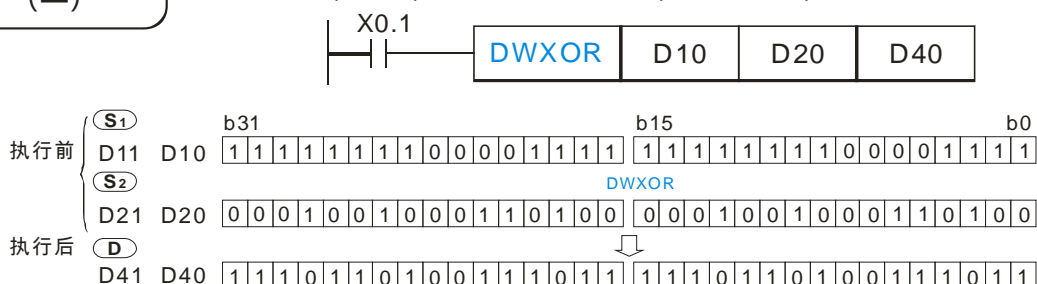 (二)
X0.1
DWXOR D10 D20 D40
S1 b31 b15 b0
执行前 D11 D10 1 1 1 1 1 1 1 1 0 0 0 0 1 1 1 1 1 1 1 1 1 1 1 1 0 0 0 0 1 1 1 1
S2 DWXOR
D21 D20 0 0 0 1 0 0 1 0 0 0 1 1 0 1 0 0 0 0 0 1 0 0 1 0 0 0 1 1 0 1 0 0
执行后 D
D41 D40 1 1 1 0 1 1 0 1 0 0 1 1 1 0 1 1 1 1 1 0 1 1 0 1 0 0 1 1 1 0 1 1